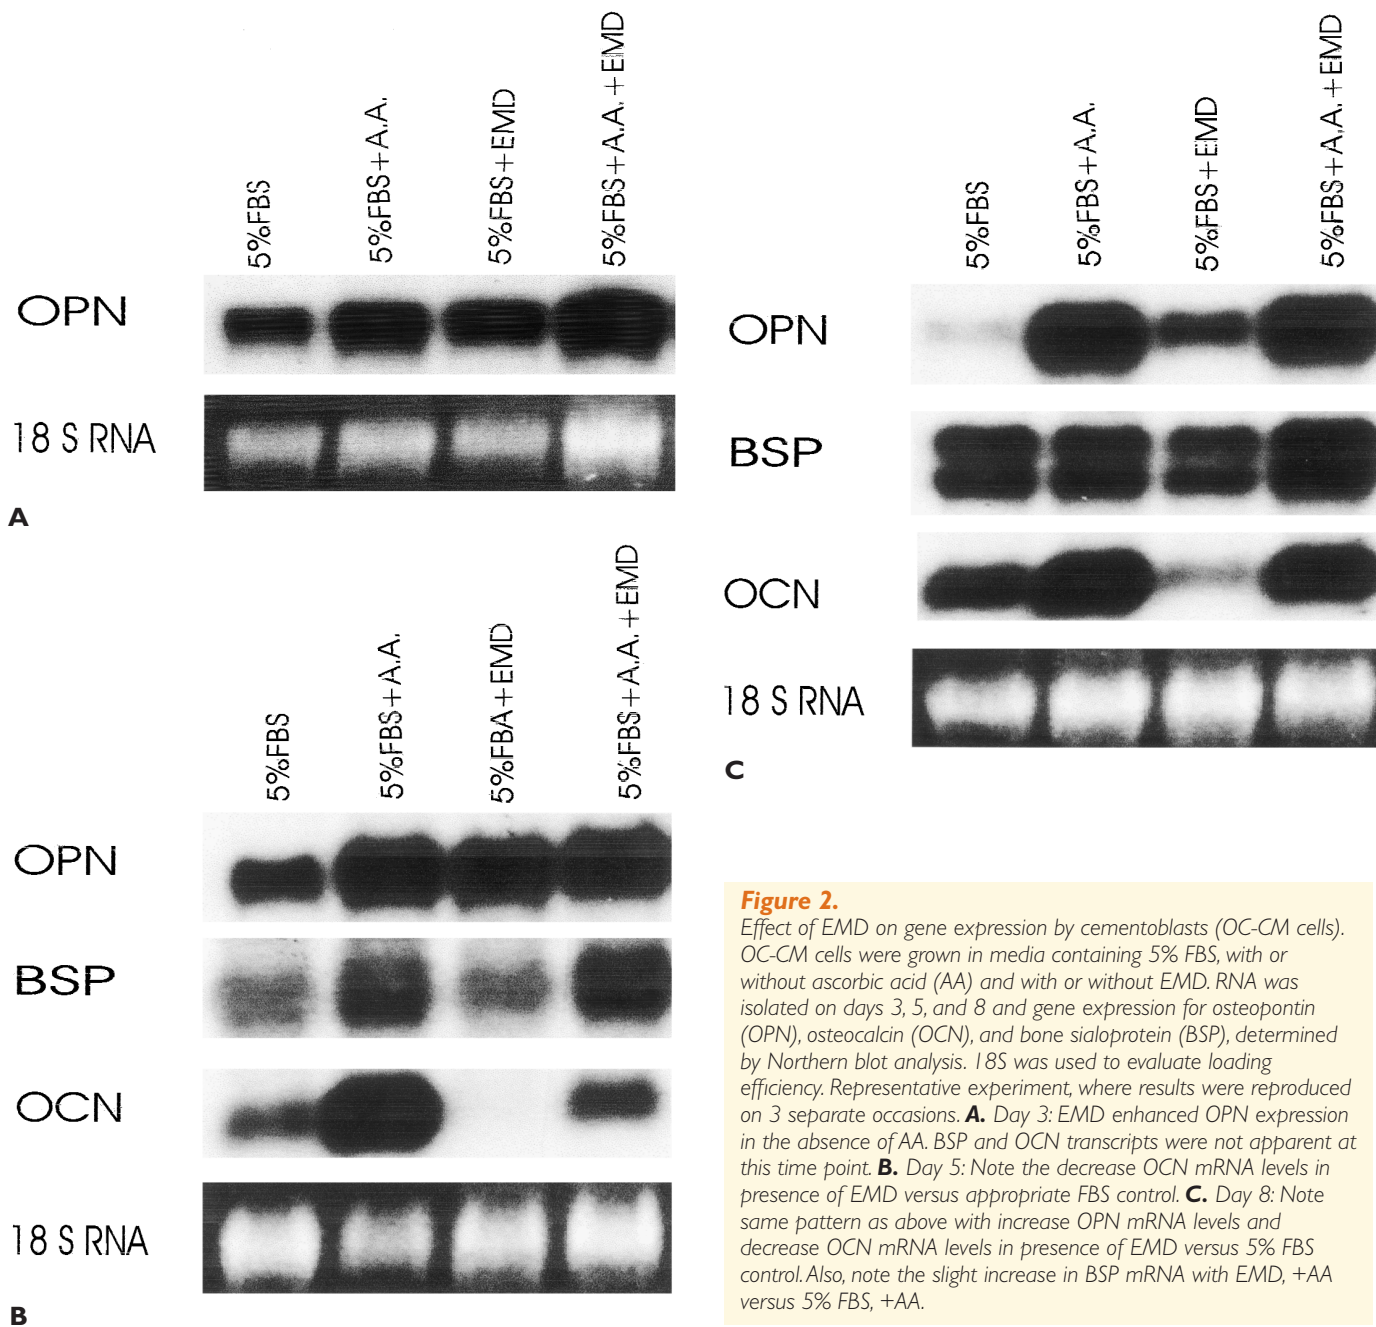 5%FBS
5%FBS+A.A.
5%FBS+EMD
5%FBS+A.A.+EMD
OPN
18 S RNA
A
5%FBS
5%FBS+A.A.
5%FBA+EMD
5%FBS+A.A.+EMD
OPN
BSP
OCN
18 S RNA
B
5%FBS
5%FBS+A.A.
5%FBS+EMD
5%FBS+A.A.+EMD
OPN
BSP
OCN
18 S RNA
C
Figure 2.
Effect of EMD on gene expression by cementoblasts (OC-CM cells).
OC-CM cells were grown in media containing 5% FBS, with or
without ascorbic acid (AA) and with or without EMD. RNA was
isolated on days 3, 5, and 8 and gene expression for osteopontin
(OPN), osteocalcin (OCN), and bone sialoprotein (BSP), determined
by Northern blot analysis. 18S was used to evaluate loading
efficiency. Representative experiment, where results were reproduced
on 3 separate occasions. A. Day 3: EMD enhanced OPN expression
in the absence of AA. BSP and OCN transcripts were not apparent at
this time point. B. Day 5: Note the decrease OCN mRNA levels in
presence of EMD versus appropriate FBS control. C. Day 8: Note
same pattern as above with increase OPN mRNA levels and
decrease OCN mRNA levels in presence of EMD versus 5% FBS
control. Also, note the slight increase in BSP mRNA with EMD, +AA
versus 5% FBS, +AA.